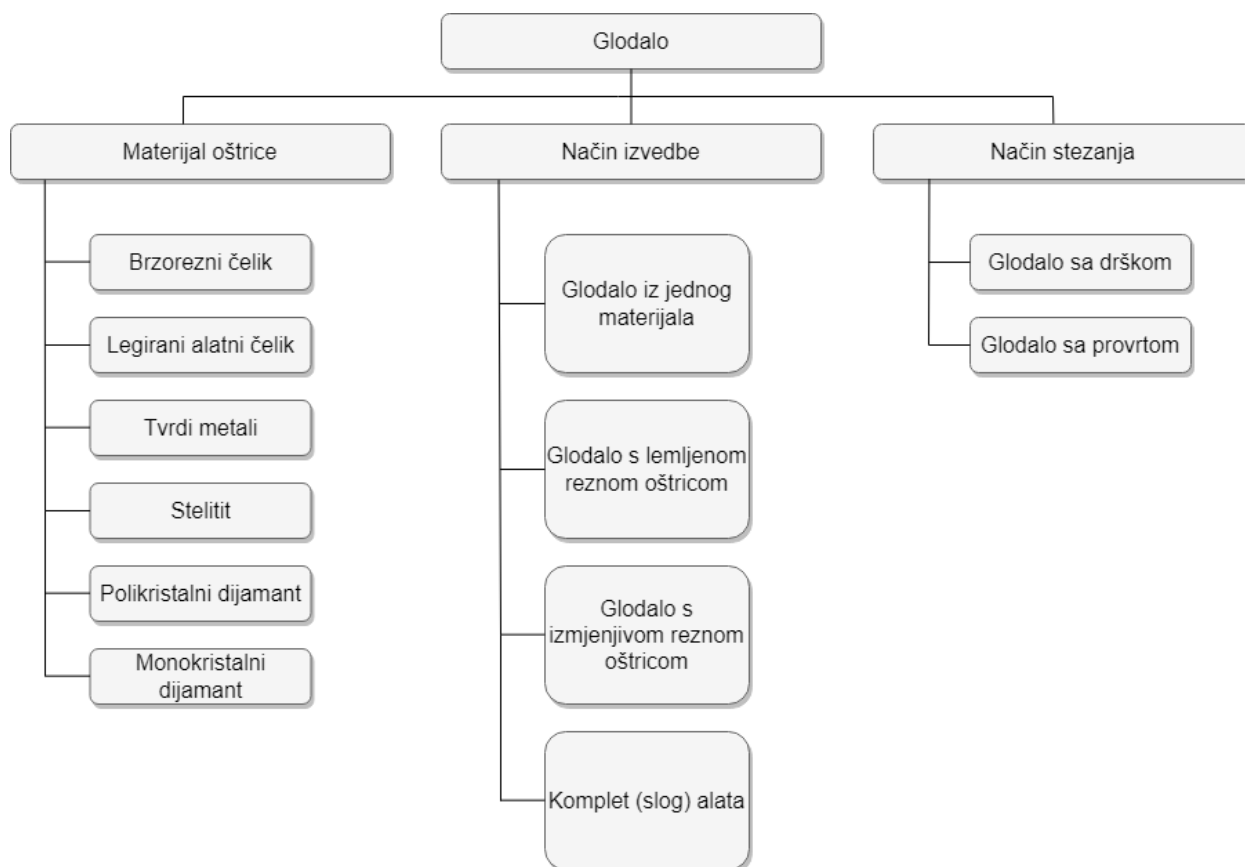 Glodalo
Materijal oštrice
Način izvedbe
Način stezanja
Brzorezni čelik
Legirani alatni čelik
Tvrdi metali
Stelitit
Polikristalni dijamant
Monokristalni
dijamant
Glodalo iz jednog
materijala
Glodalo s lemljenom
reznom oštricom
Glodalo s
izmjenjivom reznom
oštricom
Komplet (slog) alata
Glodalo sa drškom
Glodalo sa provrtom